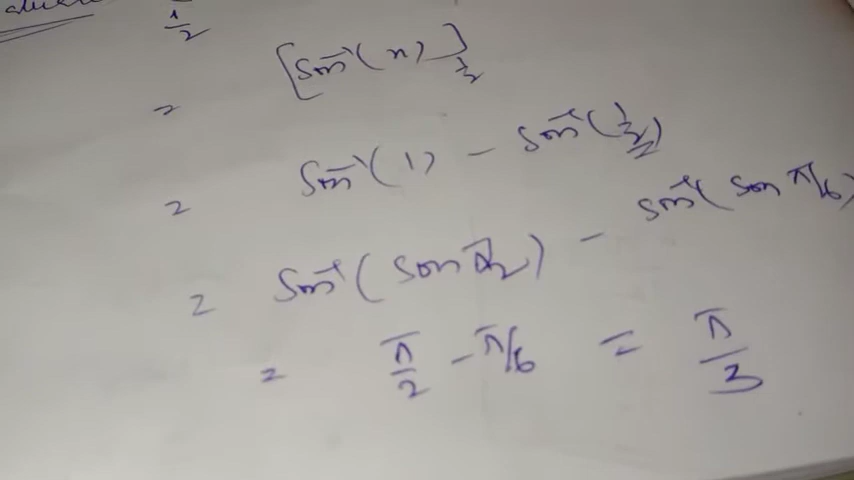 1/2
= [sin⁻¹(x)]1/2
= sin⁻¹(1) - sin⁻¹(1/2)
= sin⁻¹(sin π/2) - sin⁻¹(sin π/6)
= π/2 - π/6 = π/3